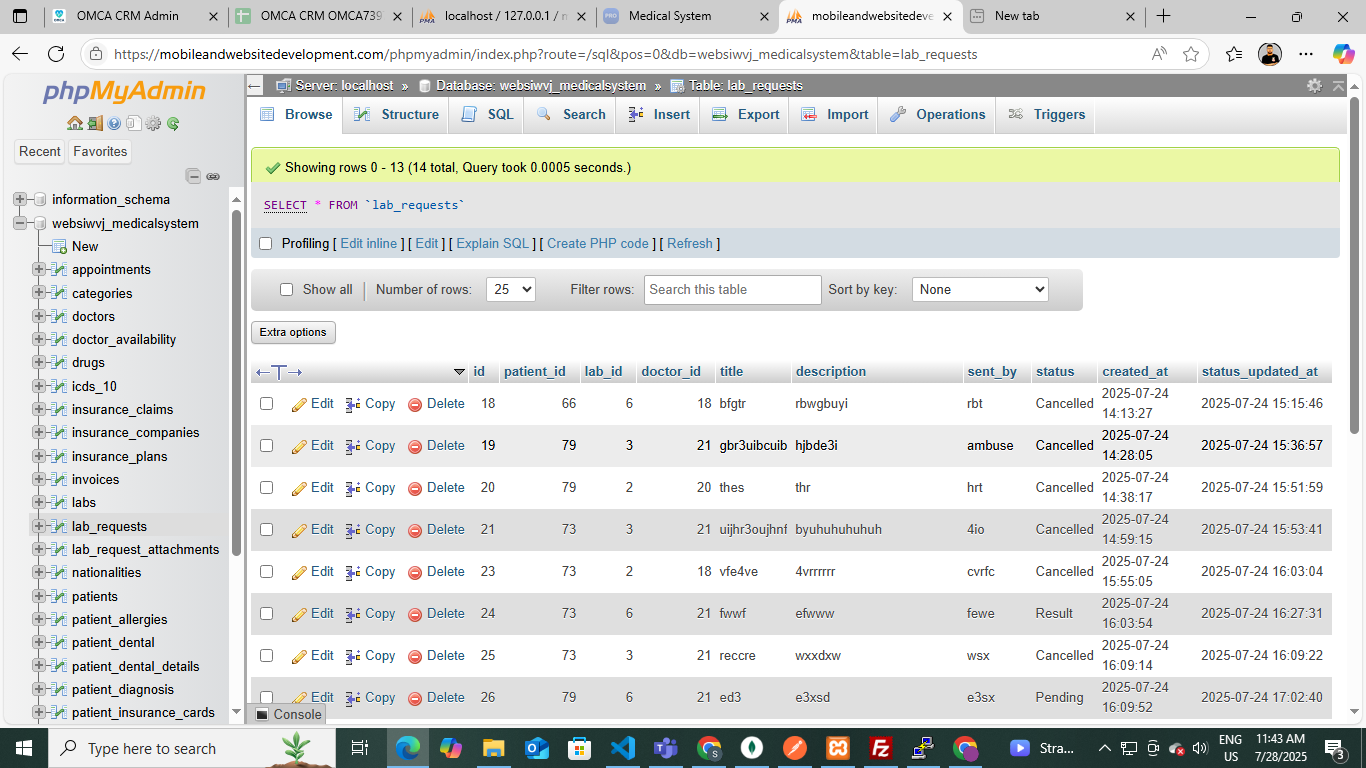 OMCA CRM Admin
OMCA CRM OMCA739
localhost / 127.0.0.1 /
Medical System
mobileandwebsitedeve
New tab
https://mobileandwebsitedevelopment.com/phpmyadmin/index.php?route=/sql&pos=0&db=websiwvj_medicalsystem&table=lab_requests
phpMyAdmin
Recent
Favorites
information_schema
websiwvj_medicalsystem
New
appointments
categories
doctors
doctor_availability
drugs
icds_10
insurance_claims
insurance_companies
insurance_plans
invoices
labs
lab_requests
lab_request_attachments
nationalities
patients
patient_allergies
patient_dental
patient_dental_details
patient_diagnosis
patient_insurance_cards
Server: localhost » Database: websiwvj_medicalsystem » Table: lab_requests
Browse Structure SQL Search Insert Export Import Operations Triggers
Showing rows 0 - 13 (14 total, Query took 0.0005 seconds.)
SELECT * FROM `lab_requests`
Profiling [ Edit inline ] [ Edit ] [ Explain SQL ] [ Create PHP code ] [ Refresh ]
Show all Number of rows: 25 Filter rows: Search this table Sort by key: None
Extra options
id patient_id lab_id doctor_id title description sent_by status created_at status_updated_at
Edit Copy Delete 18 66 6 18 bfgtr rbwgbuyi rbt Cancelled 2025-07-24 14:13:27 2025-07-24 15:15:46
Edit Copy Delete 19 79 3 21 gbr3uibcuib hjbde3i ambuse Cancelled 2025-07-24 14:28:05 2025-07-24 15:36:57
Edit Copy Delete 20 79 2 20 thes thr hrt Cancelled 2025-07-24 14:38:17 2025-07-24 15:51:59
Edit Copy Delete 21 73 3 21 uijhr3oujhnf byuhuhuhuhuh 4io Cancelled 2025-07-24 14:59:15 2025-07-24 15:53:41
Edit Copy Delete 23 73 2 18 vfe4ve 4vrrrrrr cvrfc Cancelled 2025-07-24 15:55:05 2025-07-24 16:03:04
Edit Copy Delete 24 73 6 21 fwwf efwww fewe Result 2025-07-24 16:03:54 2025-07-24 16:27:31
Edit Copy Delete 25 73 3 21 reccre wxxdxw wsx Cancelled 2025-07-24 16:09:14 2025-07-24 16:09:22
Edit Copy Delete 26 79 6 21 ed3 e3xsd e3sx Pending 2025-07-24 16:09:52 2025-07-24 17:02:40
Console
Type here to search
Stra...
ENG
US
11:43 AM
7/28/2025
3